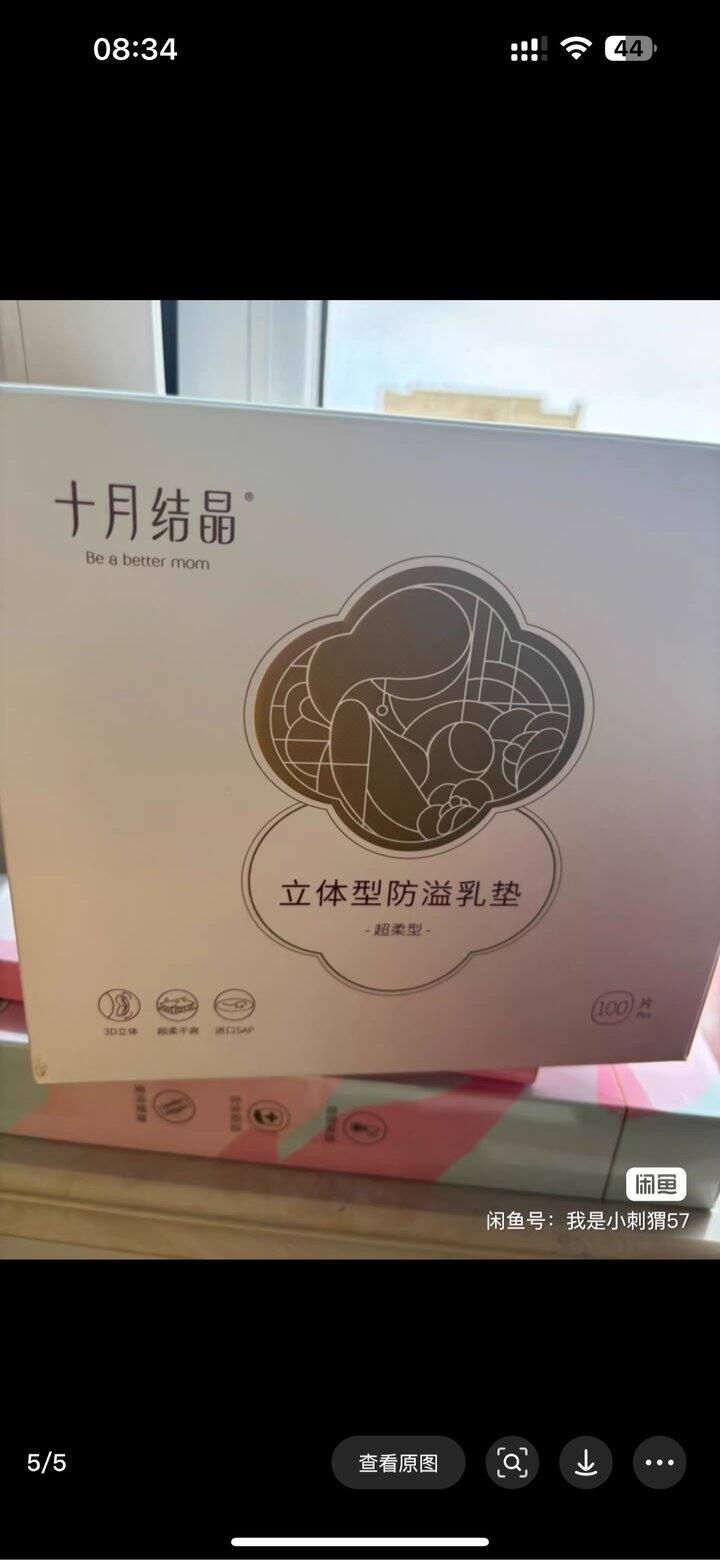 08:34
44
十月结晶®
Be a better mom
立体型防溢乳垫
-超柔型-
3D立体
超柔干爽
进口SAP
100片
Pcs
闲鱼
闲鱼号：我是小刺猬57
5/5
查看原图